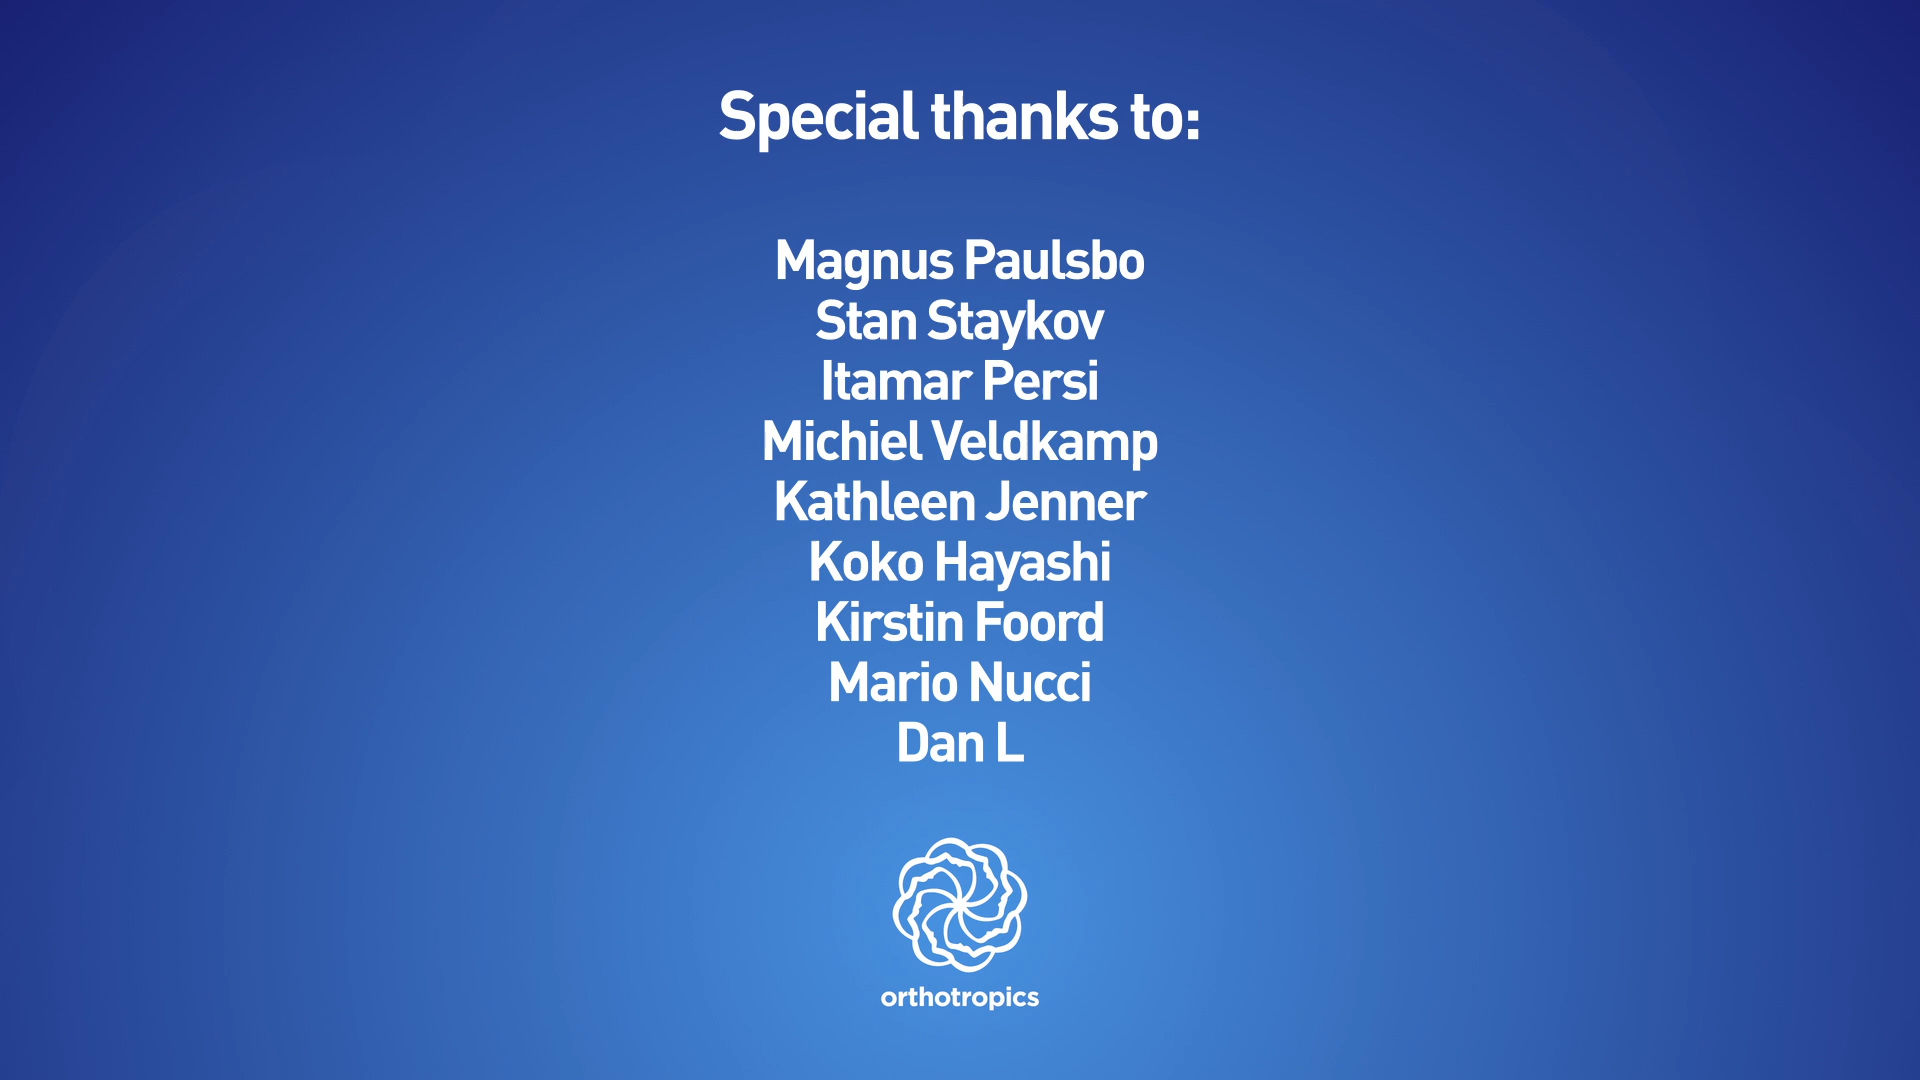 Special thanks to:
Magnus Paulsbo
Stan Staykov
Itamar Persi
Michiel Veldkamp
Kathleen Jenner
Koko Hayashi
Kirstin Foord
Mario Nucci
Dan L
orthotropics